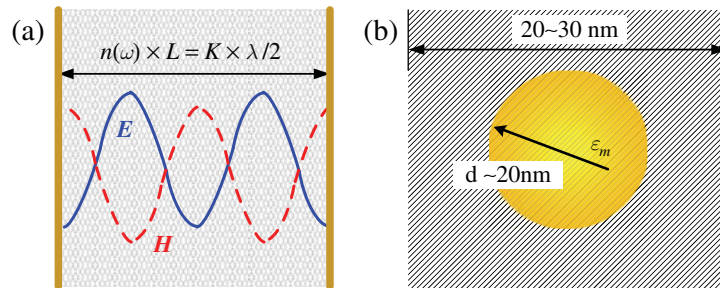 (a)
n(ω) × L = K × λ/2
E
H
(b)
20~30 nm
ε_m
d ~20nm